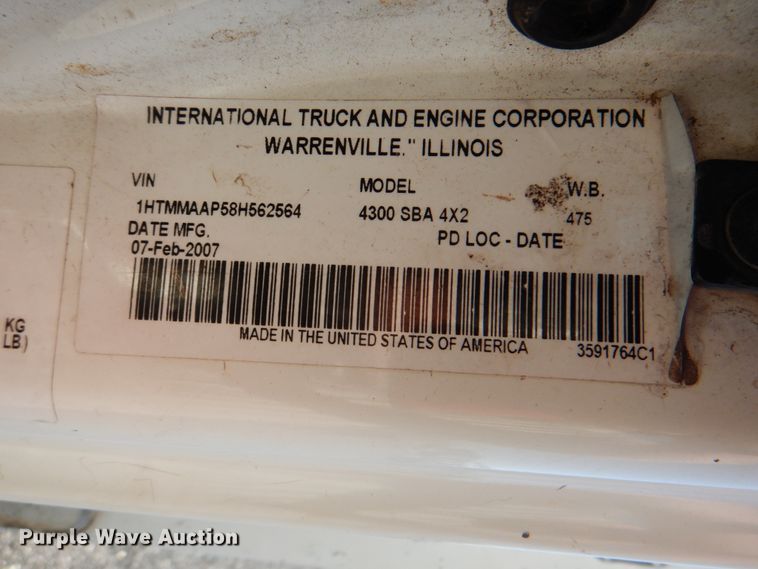 INTERNATIONAL TRUCK AND ENGINE CORPORATION
WARRENVILLE." ILLINOIS
VIN MODEL W.B.
1HTMMAAP58H562564 4300 SBA 4X2 475
DATE MFG. PD LOC - DATE
07-Feb-2007
MADE IN THE UNITED STATES OF AMERICA 3591764C1
KG
LB)
Purple Wave Auction